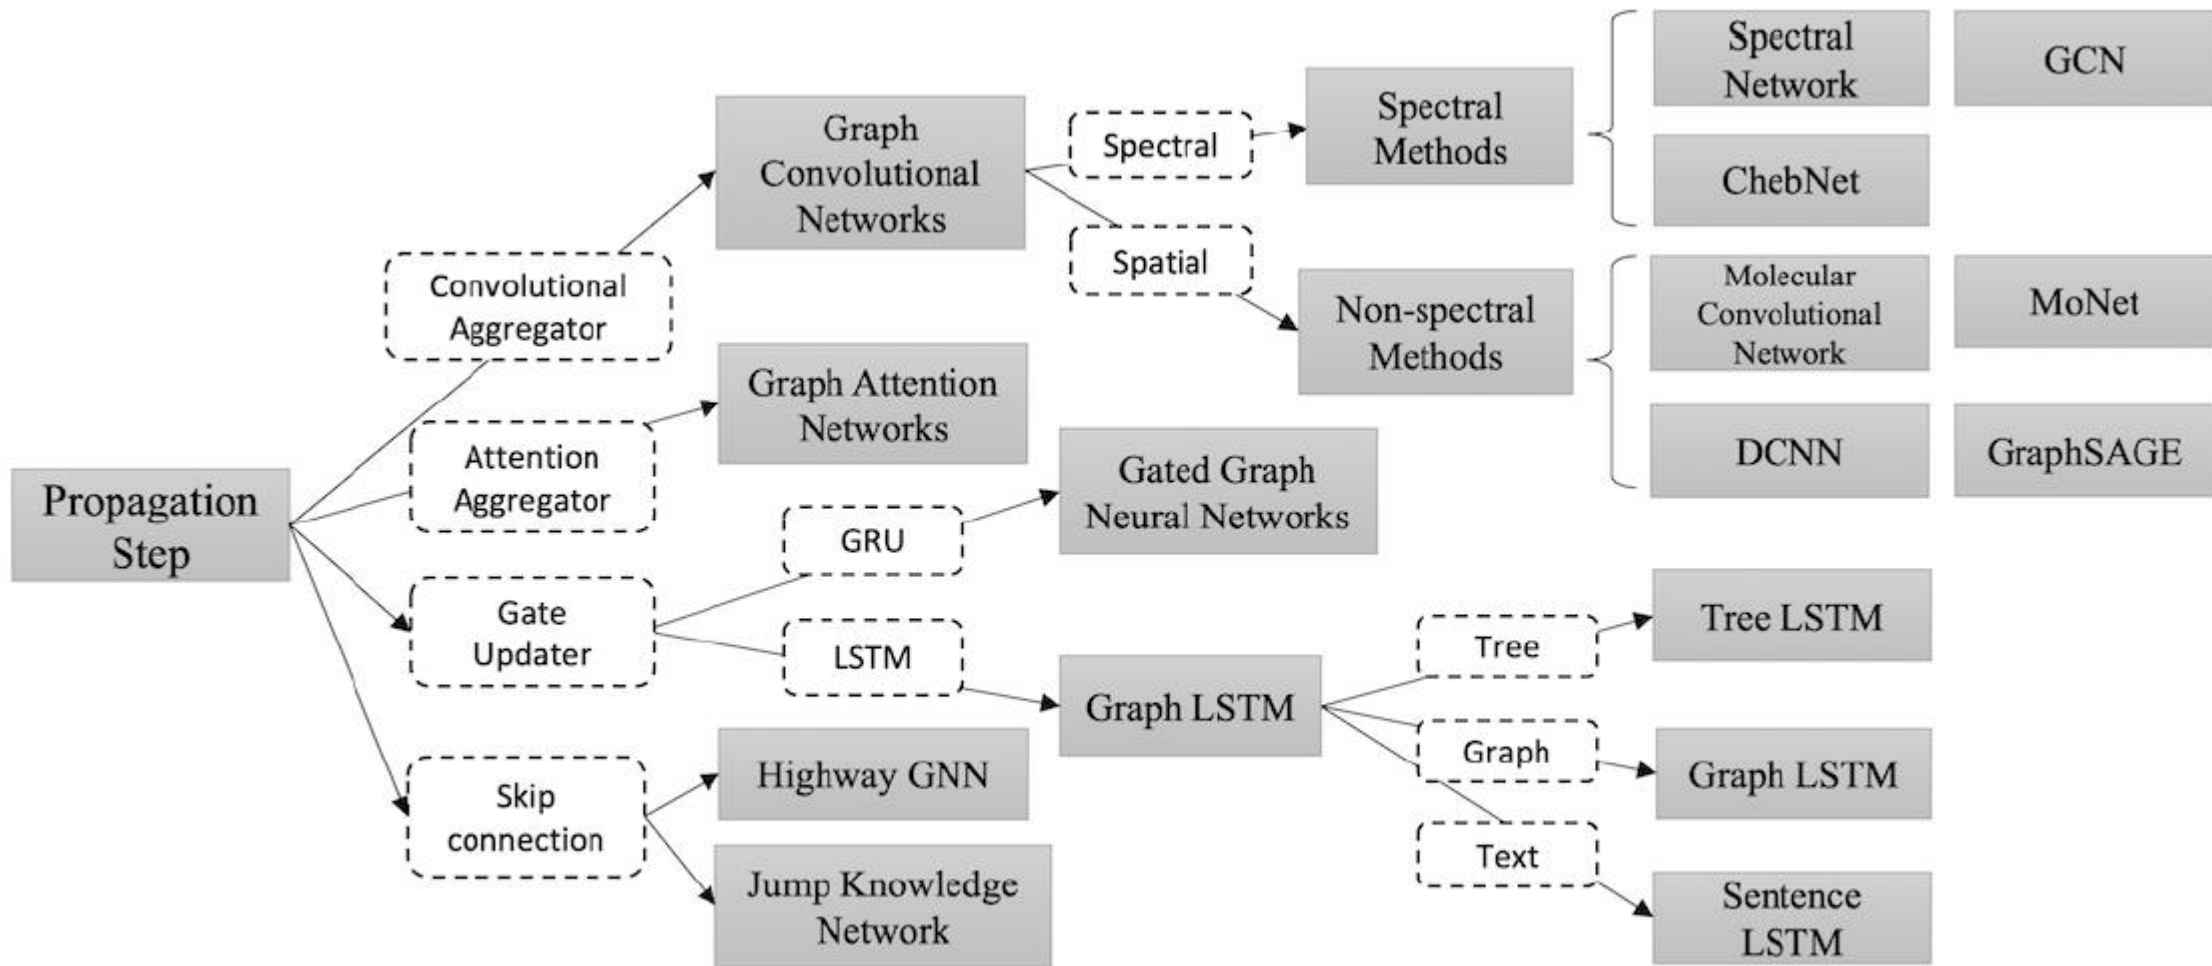 Propagation
Step
Convolutional
Aggregator
Attention
Aggregator
Gate
Updater
Skip
connection
Graph
Convolutional
Networks
Graph Attention
Networks
GRU
LSTM
Highway GNN
Jump Knowledge
Network
Spectral
Spatial
Gated Graph
Neural Networks
Graph LSTM
Spectral
Methods
Non-spectral
Methods
Tree
Graph
Text
Spectral
Network
GCN
ChebNet
Molecular
Convolutional
Network
MoNet
DCNN
GraphSAGE
Tree LSTM
Graph LSTM
Sentence
LSTM